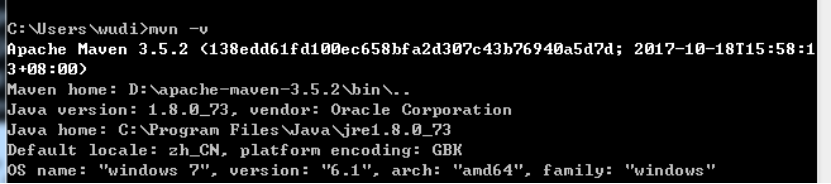 C:\Users\wudi>mvn -v
Apache Maven 3.5.2 (138edd61fd100ec658bfa2d307c43b76940a5d7d; 2017-10-18T15:58:1
3+08:00)
Maven home: D:\apache-maven-3.5.2\bin\..
Java version: 1.8.0_73, vendor: Oracle Corporation
Java home: C:\Program Files\Java\jre1.8.0_73
Default locale: zh_CN, platform encoding: GBK
OS name: "windows 7", version: "6.1", arch: "amd64", family: "windows"